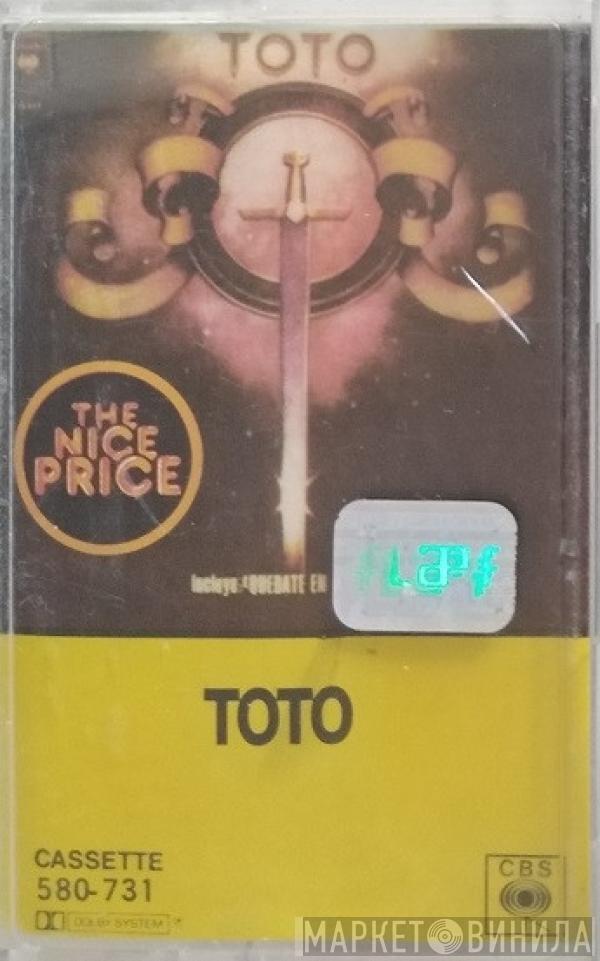 TOTO
THE
NICE
PRICE
Incluye: "QUEDATE EN
TOTO
CASSETTE
580-731
DOLBY SYSTEM
CBS
МАРКЕТ ВИНИЛА